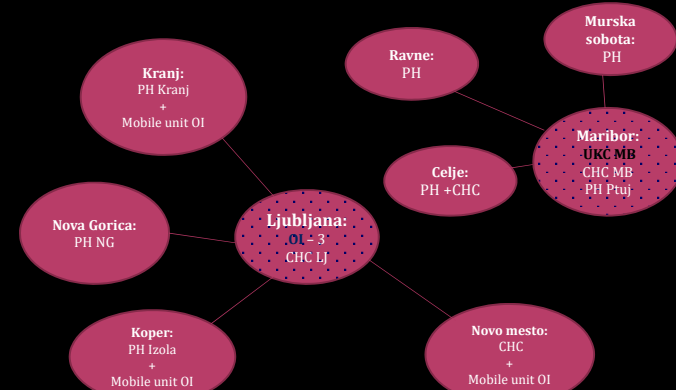 Murska
sobota:
PH
Ravne:
PH
Kranj:
PH Kranj
+
Mobile unit OI
Maribor:
UKC MB
CHC MB
PH Ptuj
Celje:
PH +CHC
Ljubljana:
OI – 3
CHC LJ
Nova Gorica:
PH NG
Koper:
PH Izola
+
Mobile unit OI
Novo mesto:
CHC
+
Mobile unit OI